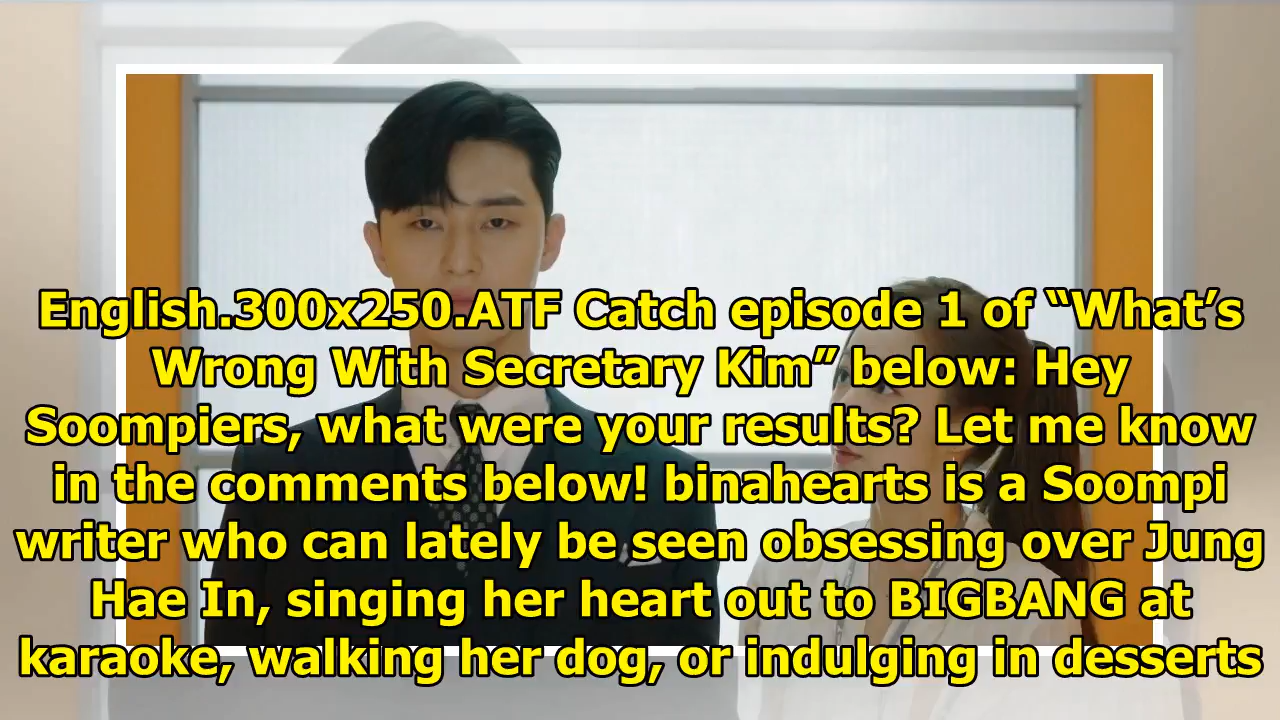 English.300x250.ATF Catch episode 1 of “What’s
Wrong With Secretary Kim” below: Hey
Soompiers, what were your results? Let me know
in the comments below! binahearts is a Soompi
writer who can lately be seen obsessing over Jung
Hae In, singing her heart out to BIGBANG at
karaoke, walking her dog, or indulging in desserts